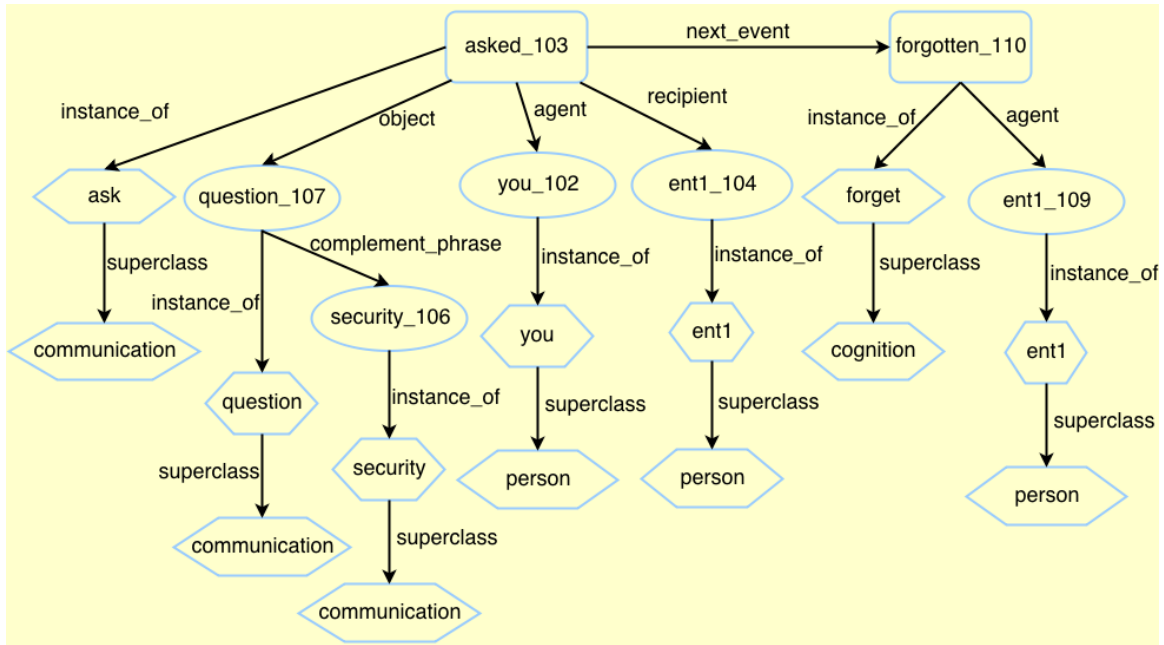 asked_103
next_event
forgotten_110
instance_of
object
agent
recipient
instance_of
agent
ask
question_107
you_102
ent1_104
forget
ent1_109
superclass
complement_phrase
instance_of
instance_of
superclass
instance_of
instance_of
security_106
communication
you
ent1
cognition
ent1
instance_of
question
superclass
superclass
superclass
superclass
security
person
person
person
communication
superclass
communication